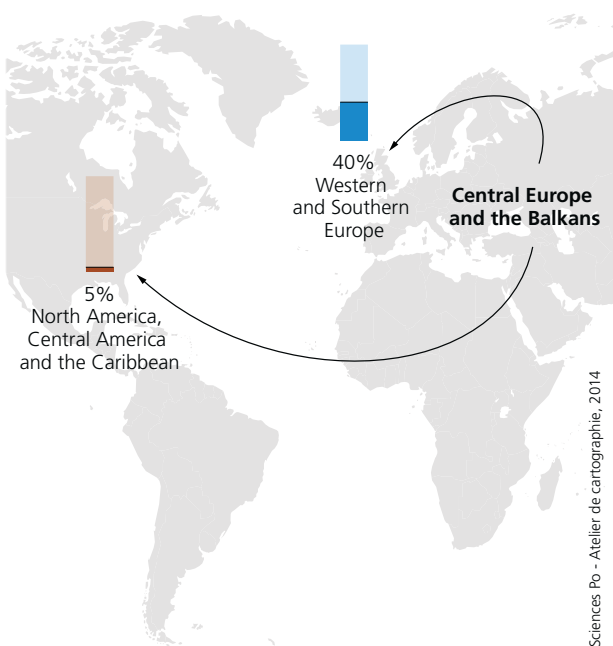 40%
Western
and Southern
Europe
Central Europe
and the Balkans
5%
North America,
Central America
and the Caribbean
Sciences Po - Atelier de cartographie, 2014